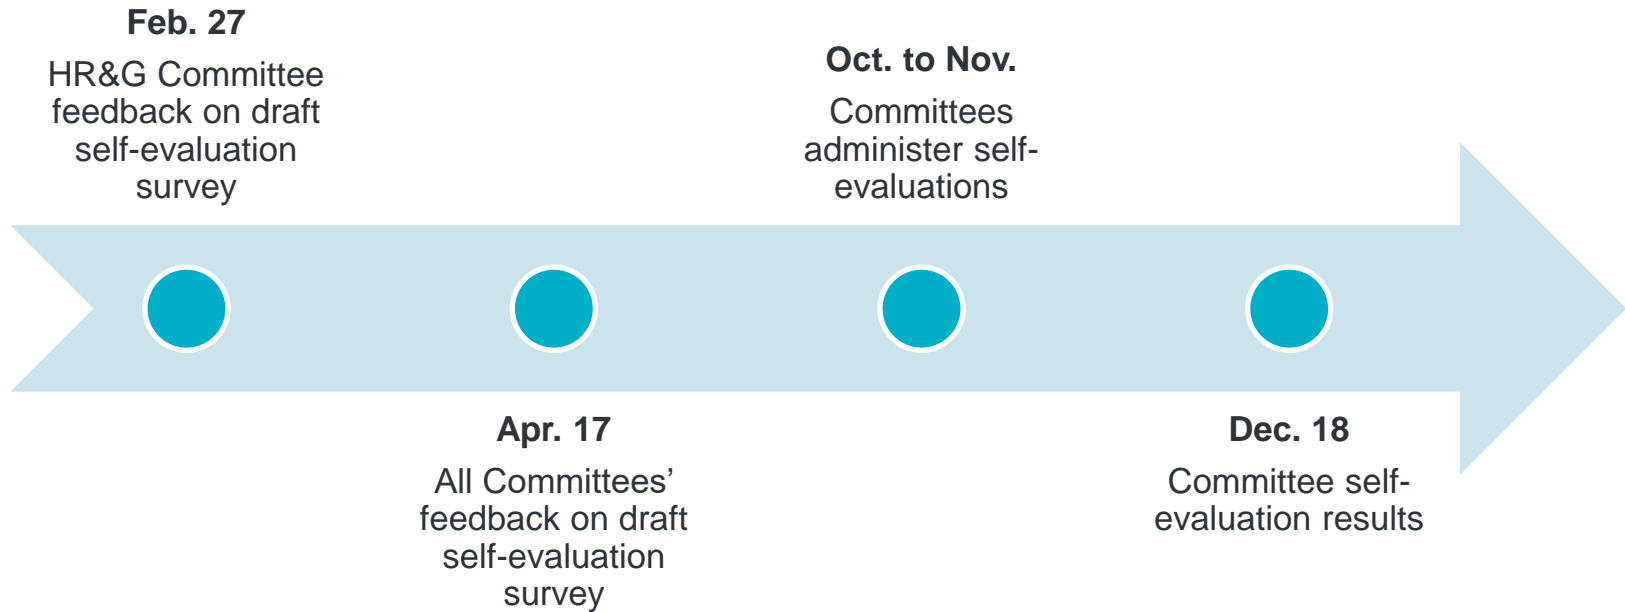 Feb. 27
HR&G Committee
feedback on draft
self-evaluation
survey
Apr. 17
All Committees’
feedback on draft
self-evaluation
survey
Oct. to Nov.
Committees
administer self-
evaluations
Dec. 18
Committee self-
evaluation results